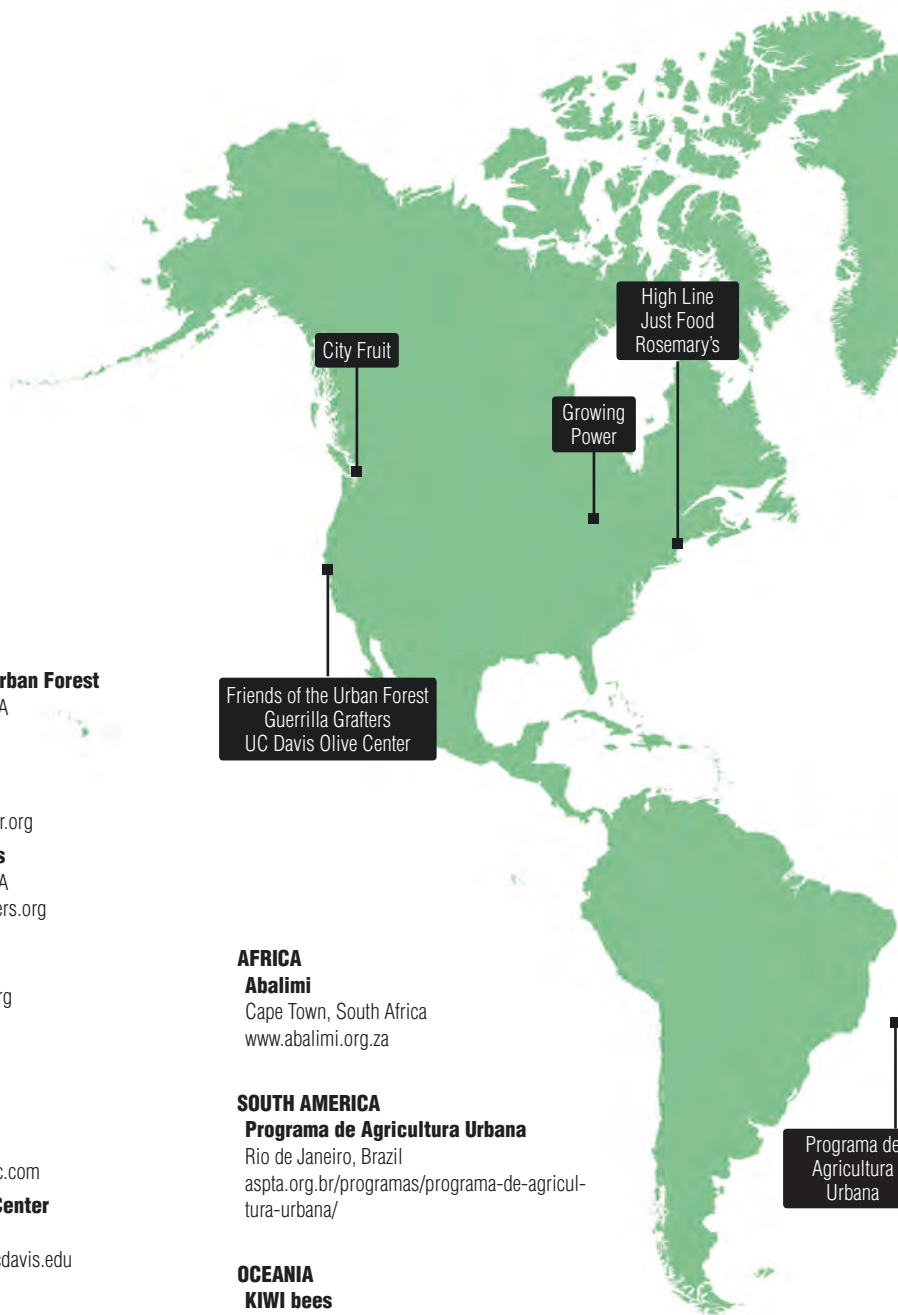 City Fruit
High Line
Just Food
Rosemary's
Growing
Power
Friends of the Urban Forest
Guerrilla Grafters
UC Davis Olive Center
Programa de
Agricultura
Urbana
rban Forest
A
r.org
s
A
ers.org
rg
c.com
Center
cdavis.edu
AFRICA
Abalimi
Cape Town, South Africa
www.abalimi.org.za
SOUTH AMERICA
Programa de Agricultura Urbana
Rio de Janeiro, Brazil
aspta.org.br/programas/programa-de-agricul-
tura-urbana/
OCEANIA
KIWI bees